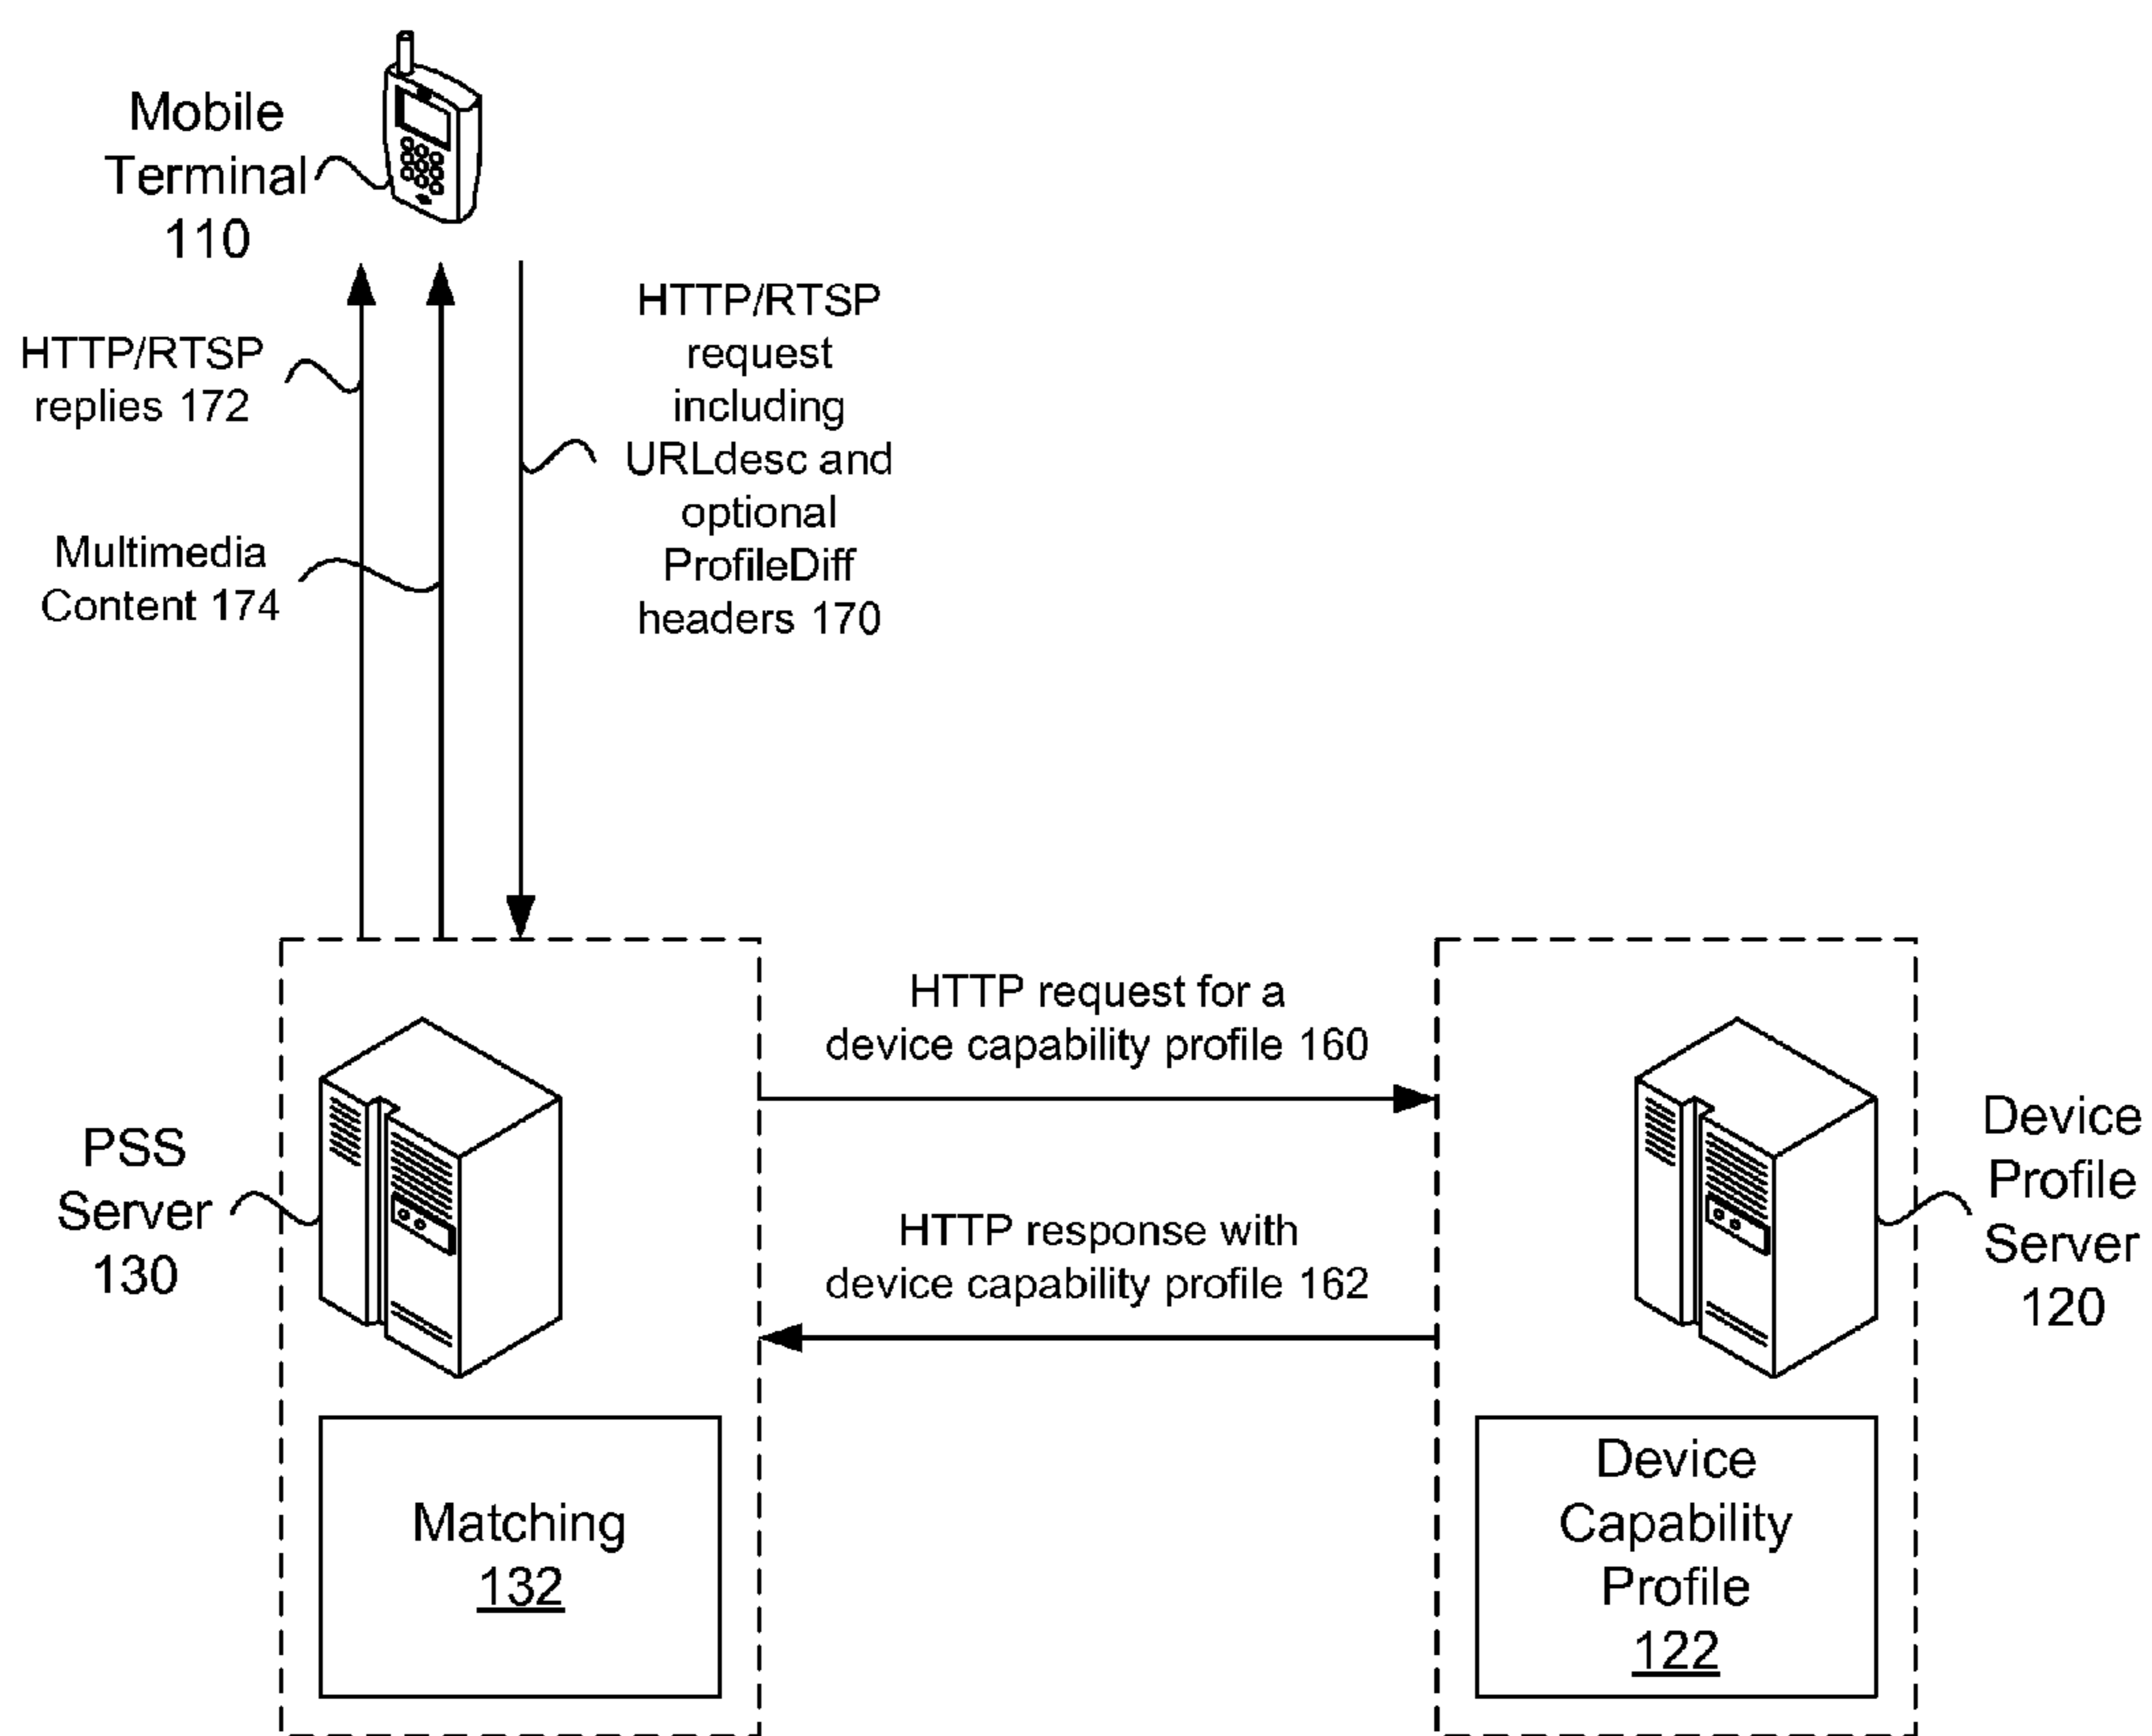 Mobile
Terminal
110
HTTP/RTSP
replies 172
Multimedia
Content 174
HTTP/RTSP
request
including
URLdesc and
optional
ProfileDiff
headers 170
HTTP request for a
device capability profile 160
HTTP response with
device capability profile 162
PSS
Server
130
Device
Profile
Server
120
Matching
132
Device
Capability
Profile
122